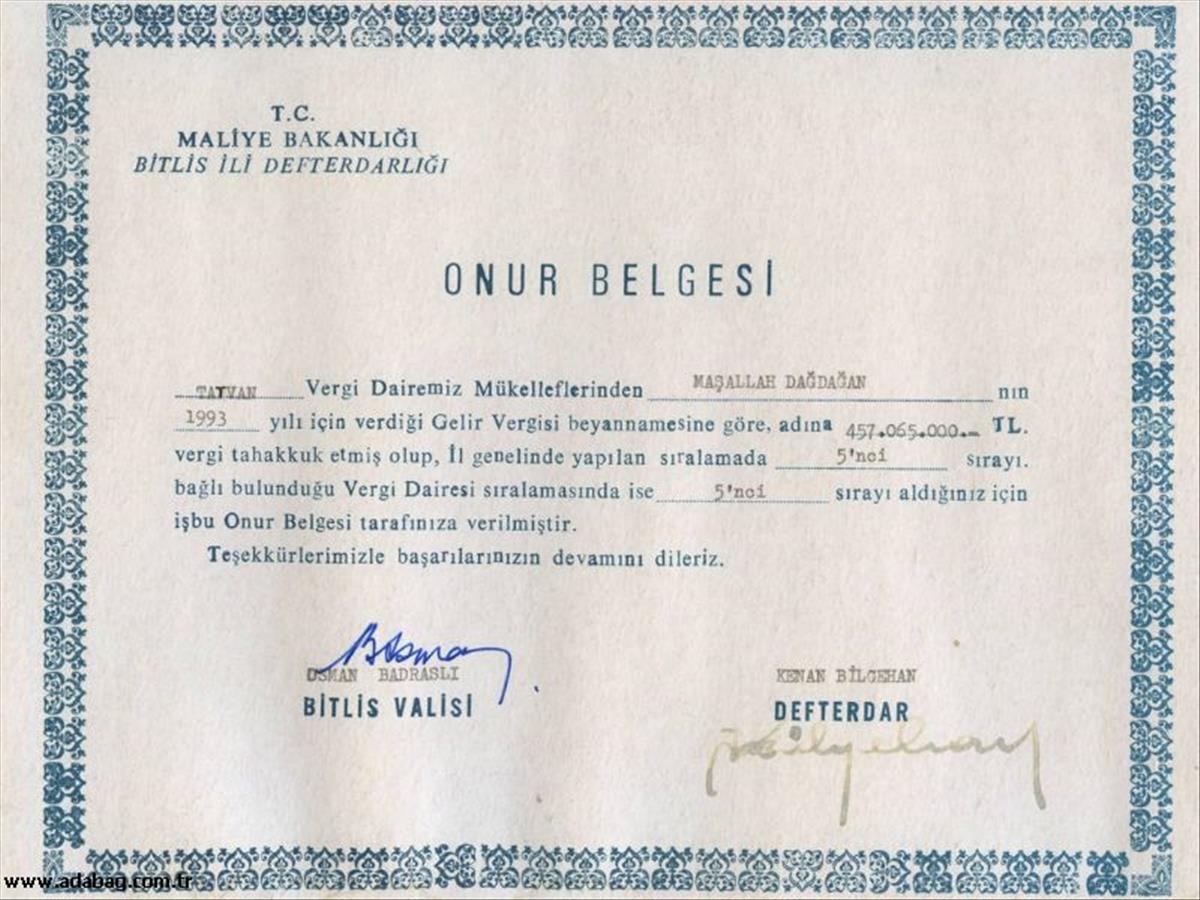 T.C.
MALİYE BAKANLIĞI
BİTLİS İLİ DEFTERDARLIĞI
ONUR BELGESİ
TATVAN Vergi Dairemiz Mükelleflerinden MAŞALLAH DAĞDAĞAN nın
1993 yılı için verdiği Gelir Vergisi beyannamesine göre, adına 457.065.000.- TL.
vergi tahakkuk etmiş olup, İl genelinde yapılan sıralamada 5'nci sırayı.
bağlı bulunduğu Vergi Dairesi sıralamasında ise 5'nci sırayı aldığınız için
işbu Onur Belgesi tarafınıza verilmiştir.
Teşekkürlerimizle başarılarınızın devamını dileriz.
OSMAN BADRASLI
BİTLİS VALİSİ
KENAN BİLGEHAN
DEFTERDAR
www.adabag.com.tr